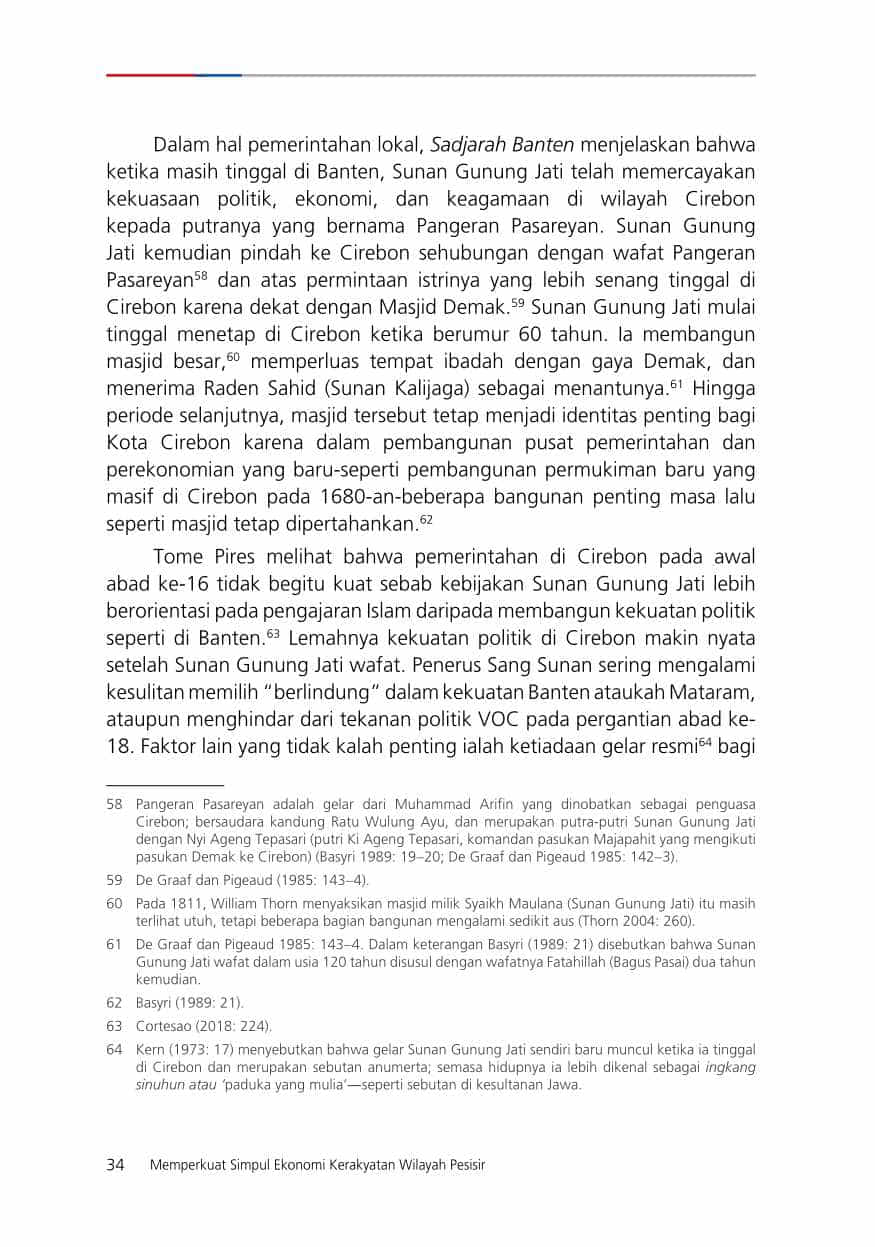 Dalam hal pemerintahan lokal, Sadjarah Banten menjelaskan bahwa
ketika masih tinggal di Banten, Sunan Gunung Jati telah memercayakan
kekuasaan politik, ekonomi, dan keagamaan di wilayah Cirebon
kepada putranya yang bernama Pangeran Pasareyan. Sunan Gunung
Jati kemudian pindah ke Cirebon sehubungan dengan wafat Pangeran
Pasareyan⁵⁸ dan atas permintaan istrinya yang lebih senang tinggal di
Cirebon karena dekat dengan Masjid Demak.⁵⁹ Sunan Gunung Jati mulai
tinggal menetap di Cirebon ketika berumur 60 tahun. Ia membangun
masjid besar,⁶⁰ memperluas tempat ibadah dengan gaya Demak, dan
menerima Raden Sahid (Sunan Kalijaga) sebagai menantunya.⁶¹ Hingga
periode selanjutnya, masjid tersebut tetap menjadi identitas penting bagi
Kota Cirebon karena dalam pembangunan pusat pemerintahan dan
perekonomian yang baru-seperti pembangunan permukiman baru yang
masif di Cirebon pada 1680-an-beberapa bangunan penting masa lalu
seperti masjid tetap dipertahankan.⁶²
Tome Pires melihat bahwa pemerintahan di Cirebon pada awal
abad ke-16 tidak begitu kuat sebab kebijakan Sunan Gunung Jati lebih
berorientasi pada pengajaran Islam daripada membangun kekuatan politik
seperti di Banten.⁶³ Lemahnya kekuatan politik di Cirebon makin nyata
setelah Sunan Gunung Jati wafat. Penerus Sang Sunan sering mengalami
kesulitan memilih “berlindung” dalam kekuatan Banten ataukah Mataram,
ataupun menghindar dari tekanan politik VOC pada pergantian abad ke-
18. Faktor lain yang tidak kalah penting ialah ketiadaan gelar resmi⁶⁴ bagi
58 Pangeran Pasareyan adalah gelar dari Muhammad Arifin yang dinobatkan sebagai penguasa
Cirebon; bersaudara kandung Ratu Wulung Ayu, dan merupakan putra-putri Sunan Gunung Jati
dengan Nyi Ageng Tepasari (putri Ki Ageng Tepasari, komandan pasukan Majapahit yang mengikuti
pasukan Demak ke Cirebon) (Basyri 1989: 19–20; De Graaf dan Pigeaud 1985: 142–3).
59 De Graaf dan Pigeaud (1985: 143–4).
60 Pada 1811, William Thorn menyaksikan masjid milik Syaikh Maulana (Sunan Gunung Jati) itu masih
terlihat utuh, tetapi beberapa bagian bangunan mengalami sedikit aus (Thorn 2004: 260).
61 De Graaf dan Pigeaud 1985: 143–4. Dalam keterangan Basyri (1989: 21) disebutkan bahwa Sunan
Gunung Jati wafat dalam usia 120 tahun disusul dengan wafatnya Fatahillah (Bagus Pasai) dua tahun
kemudian.
62 Basyri (1989: 21).
63 Cortesao (2018: 224).
64 Kern (1973: 17) menyebutkan bahwa gelar Sunan Gunung Jati sendiri baru muncul ketika ia tinggal
di Cirebon dan merupakan sebutan anumerta; semasa hidupnya ia lebih dikenal sebagai ingkang
sinuhun atau ‘paduka yang mulia’—seperti sebutan di kesultanan Jawa.
34 Memperkuat Simpul Ekonomi Kerakyatan Wilayah Pesisir